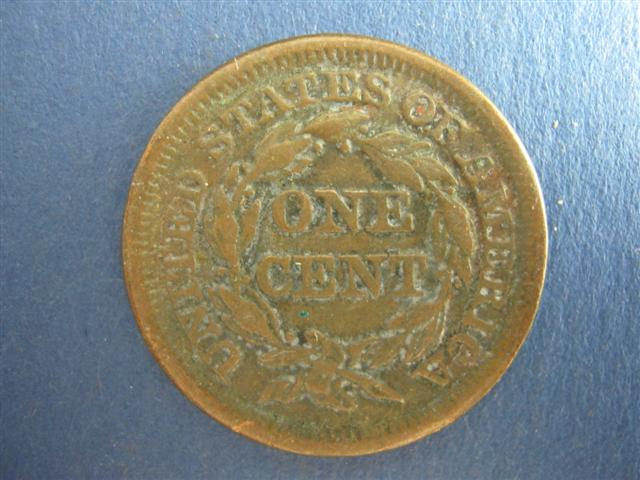 UNITED STATES OF AMERICA
ONE
CENT